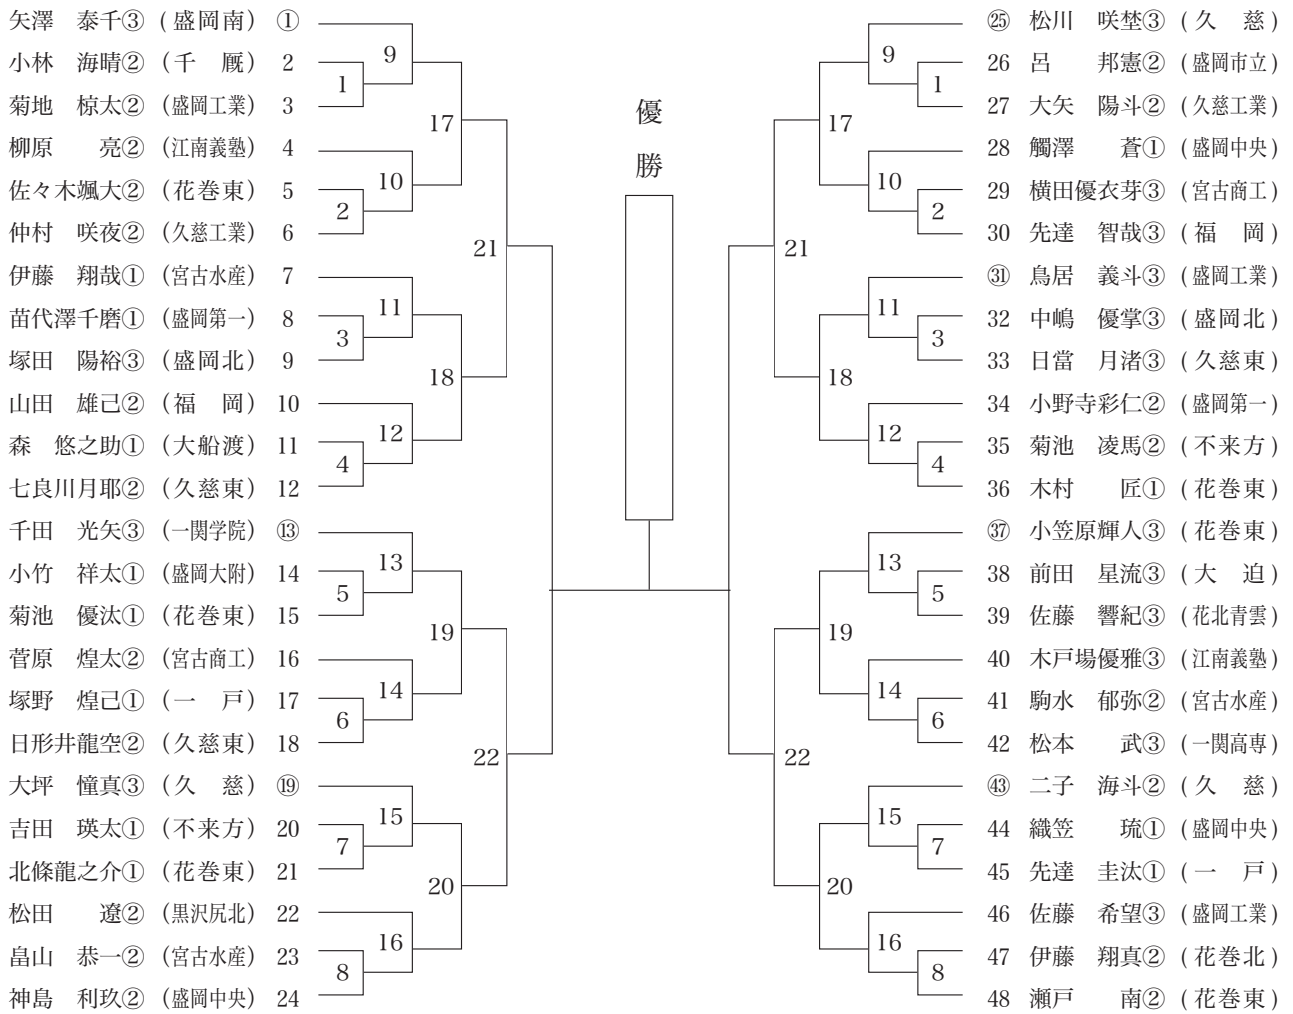 矢澤　泰千③ (盛岡南) ①
小林　海晴② (千　厩) 2
菊地　椋太② (盛岡工業) 3
柳原　　亮② (江南義塾) 4
佐々木颯大② (花巻東) 5
仲村　咲夜② (久慈工業) 6
伊藤　翔哉① (宮古水産) 7
苗代澤千磨① (盛岡第一) 8
塚田　陽裕③ (盛岡北) 9
山田　雄己② (福　岡) 10
森　悠之助① (大船渡) 11
七良川月耶② (久慈東) 12
千田　光矢③ (一関学院) ⑬
小竹　祥太① (盛岡大附) 14
菊池　優汰① (花巻東) 15
菅原　煌太② (宮古商工) 16
塚野　煌己① (一　戸) 17
日形井龍空② (久慈東) 18
大坪　憧真③ (久　慈) ⑲
吉田　瑛太① (不来方) 20
北條龍之介① (花巻東) 21
松田　　遼② (黒沢尻北) 22
畠山　恭一② (宮古水産) 23
神島　利玖② (盛岡中央) 24
1
2
3
4
5
6
7
8
9
10
11
12
13
14
15
16
17
18
19
20
21
22
優
勝
21
22
17
18
19
20
9
10
11
12
13
14
15
16
1
2
3
4
5
6
7
8
㉕ 松川　咲埜③ (久　慈)
26 呂　　邦憲② (盛岡市立)
27 大矢　陽斗② (久慈工業)
28 觸澤　　蒼① (盛岡中央)
29 横田優衣芽③ (宮古商工)
30 先達　智哉③ (福　岡)
㉛ 鳥居　義斗③ (盛岡工業)
32 中嶋　優掌③ (盛岡北)
33 日當　月渚③ (久慈東)
34 小野寺彩仁② (盛岡第一)
35 菊池　凌馬② (不来方)
36 木村　　匠① (花巻東)
㊲ 小笠原輝人③ (花巻東)
38 前田　星流③ (大　迫)
39 佐藤　響紀③ (花北青雲)
40 木戸場優雅③ (江南義塾)
41 駒水　郁弥② (宮古水産)
42 松本　　武③ (一関高専)
㊸ 二子　海斗② (久　慈)
44 織笠　　琉① (盛岡中央)
45 先達　圭汰① (一　戸)
46 佐藤　希望③ (盛岡工業)
47 伊藤　翔真② (花巻北)
48 瀬戸　　南② (花巻東)